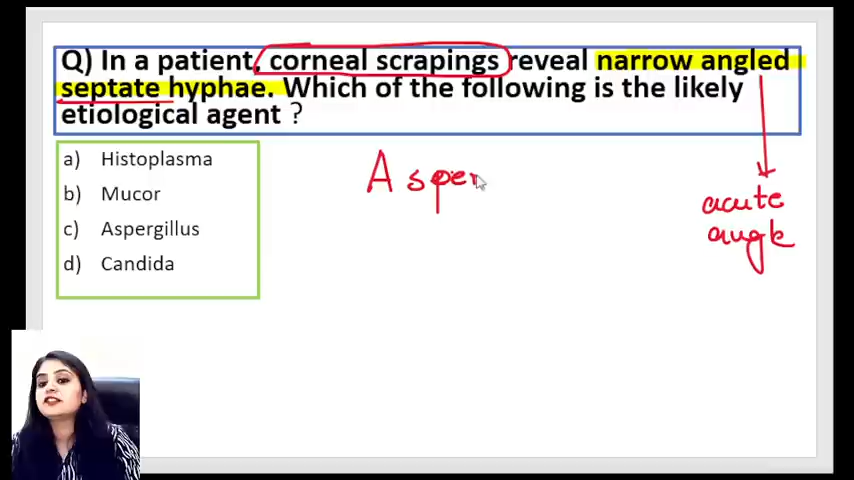 Q) In a patient, corneal scrapings reveal narrow angled
septate hyphae. Which of the following is the likely
etiological agent ?
a) Histoplasma
b) Mucor
c) Aspergillus
d) Candida
Asper
acute
angle